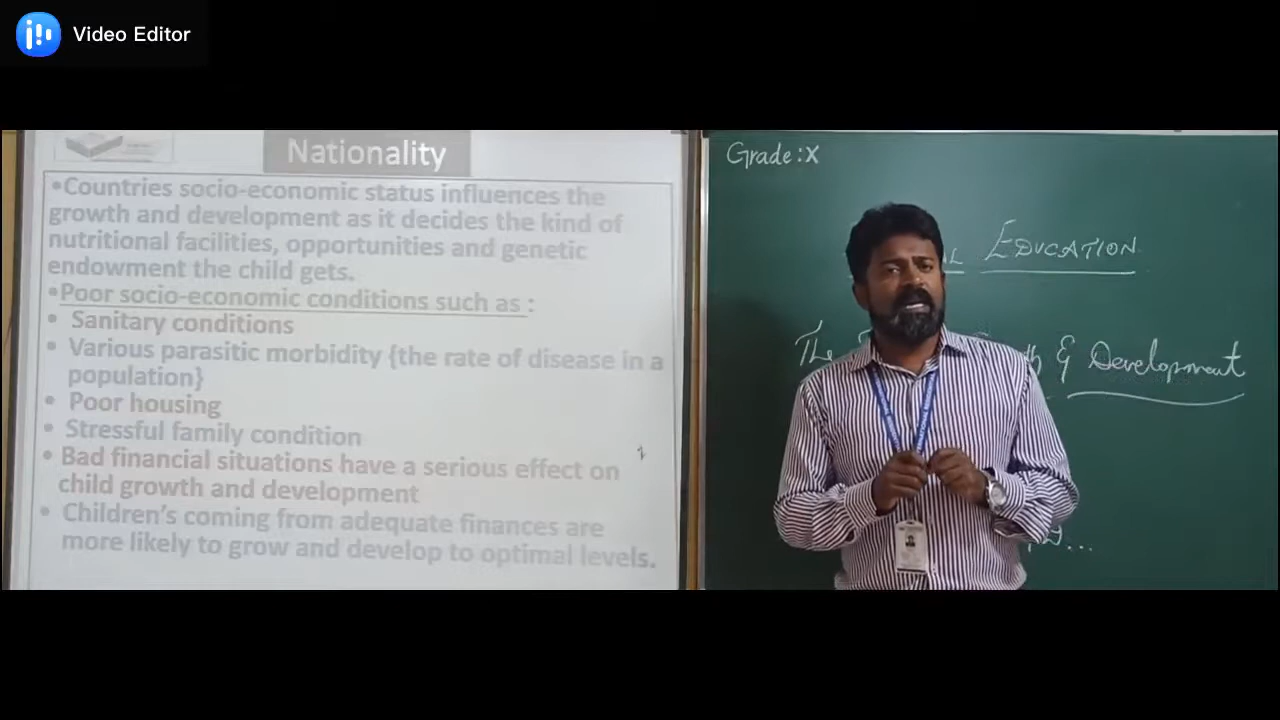 Video Editor
Nationality
•Countries socio-economic status influences the
growth and development as it decides the kind of
nutritional facilities, opportunities and genetic
endowment the child gets.
•Poor socio-economic conditions such as :
• Sanitary conditions
• Various parasitic morbidity {the rate of disease in a
population}
• Poor housing
• Stressful family condition
• Bad financial situations have a serious effect on
child growth and development
• Children's coming from adequate finances are
more likely to grow and develop to optimal levels.
Grade : X
EDUCATION
The & Development